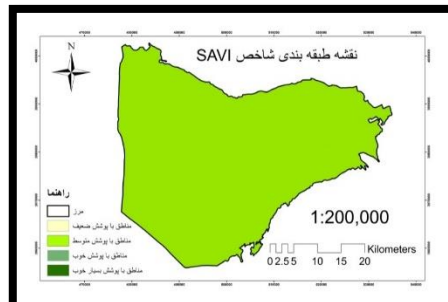 نقشه طبقه بندی شاخص SAVI
N
راهنما
مرز
مناطق با پوشش ضعیف
مناطق با پوشش متوسط
مناطق با پوشش خوب
مناطق با پوشش بسیار خوب
1:200,000
Kilometers
0 2.5 5 10 15 20